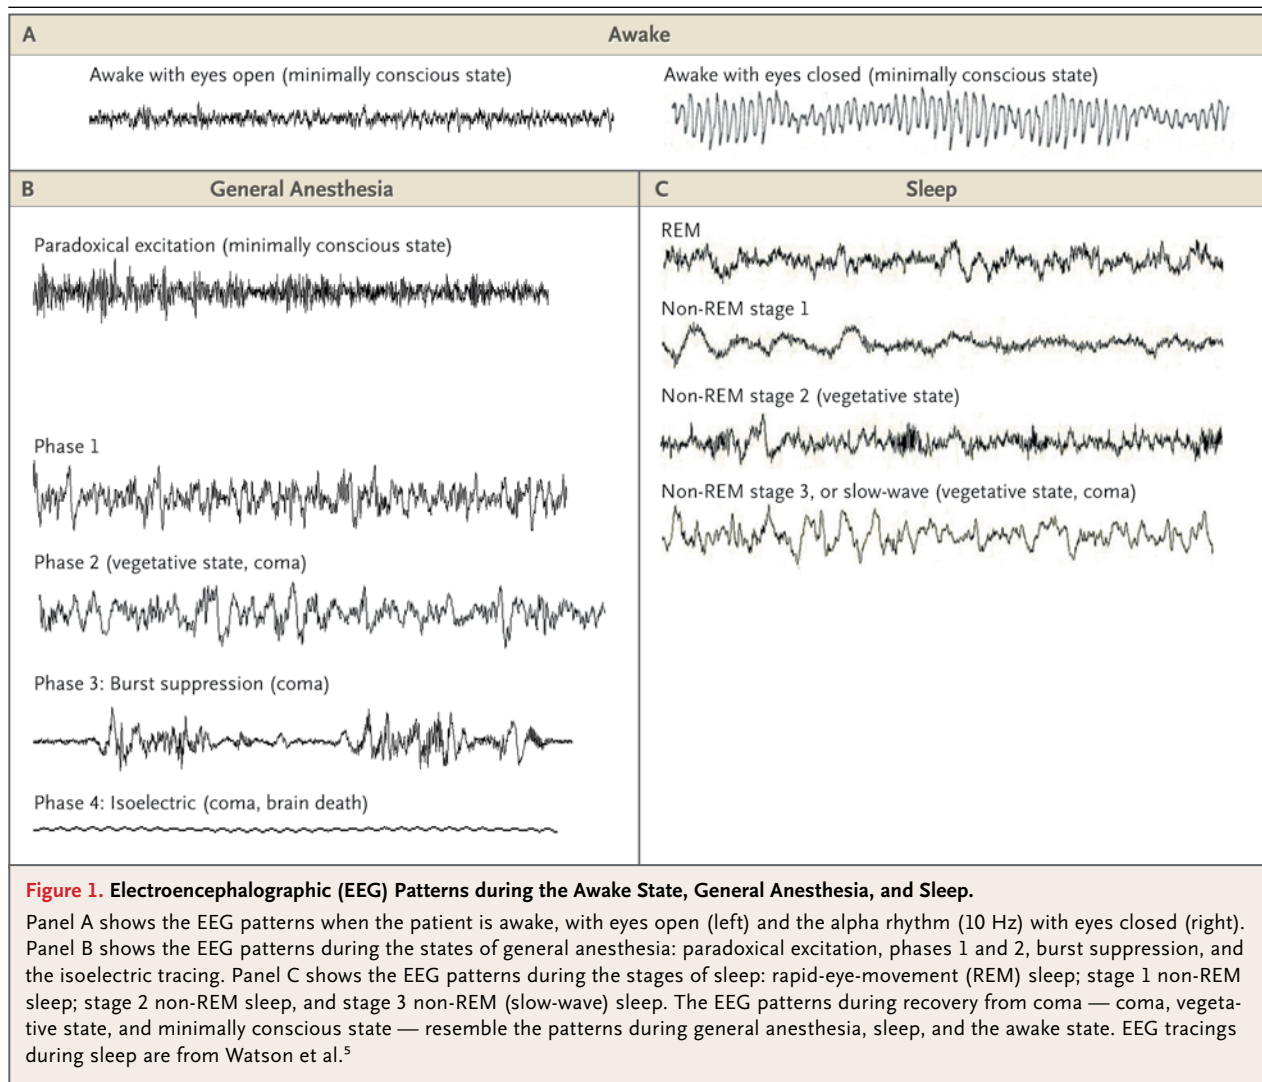 A
Awake
Awake with eyes open (minimally conscious state)
Awake with eyes closed (minimally conscious state)
B
General Anesthesia
Paradoxical excitation (minimally conscious state)
Phase 1
Phase 2 (vegetative state, coma)
Phase 3: Burst suppression (coma)
Phase 4: Isoelectric (coma, brain death)
C
Sleep
REM
Non-REM stage 1
Non-REM stage 2 (vegetative state)
Non-REM stage 3, or slow-wave (vegetative state, coma)
Figure 1. Electroencephalographic (EEG) Patterns during the Awake State, General Anesthesia, and Sleep.
Panel A shows the EEG patterns when the patient is awake, with eyes open (left) and the alpha rhythm (10 Hz) with eyes closed (right).
Panel B shows the EEG patterns during the states of general anesthesia: paradoxical excitation, phases 1 and 2, burst suppression, and
the isoelectric tracing. Panel C shows the EEG patterns during the stages of sleep: rapid-eye-movement (REM) sleep; stage 1 non-REM
sleep; stage 2 non-REM sleep, and stage 3 non-REM (slow-wave) sleep. The EEG patterns during recovery from coma — coma, vegeta-
tive state, and minimally conscious state — resemble the patterns during general anesthesia, sleep, and the awake state. EEG tracings
during sleep are from Watson et al.⁵